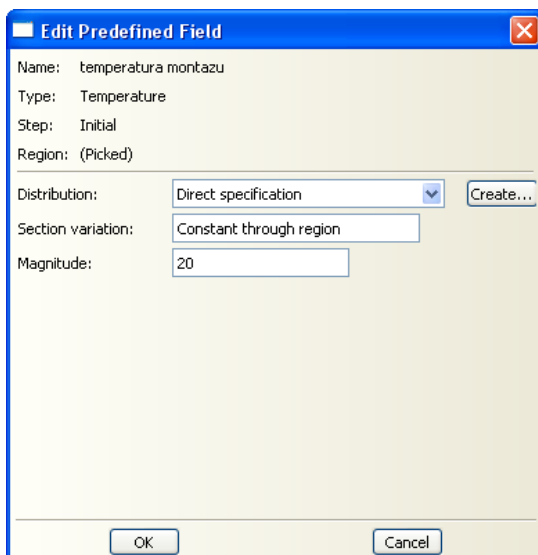 Edit Predefined Field
Name: temperatura montazu
Type: Temperature
Step: Initial
Region: (Picked)
Distribution: Direct specification Create...
Section variation: Constant through region
Magnitude: 20
OK Cancel